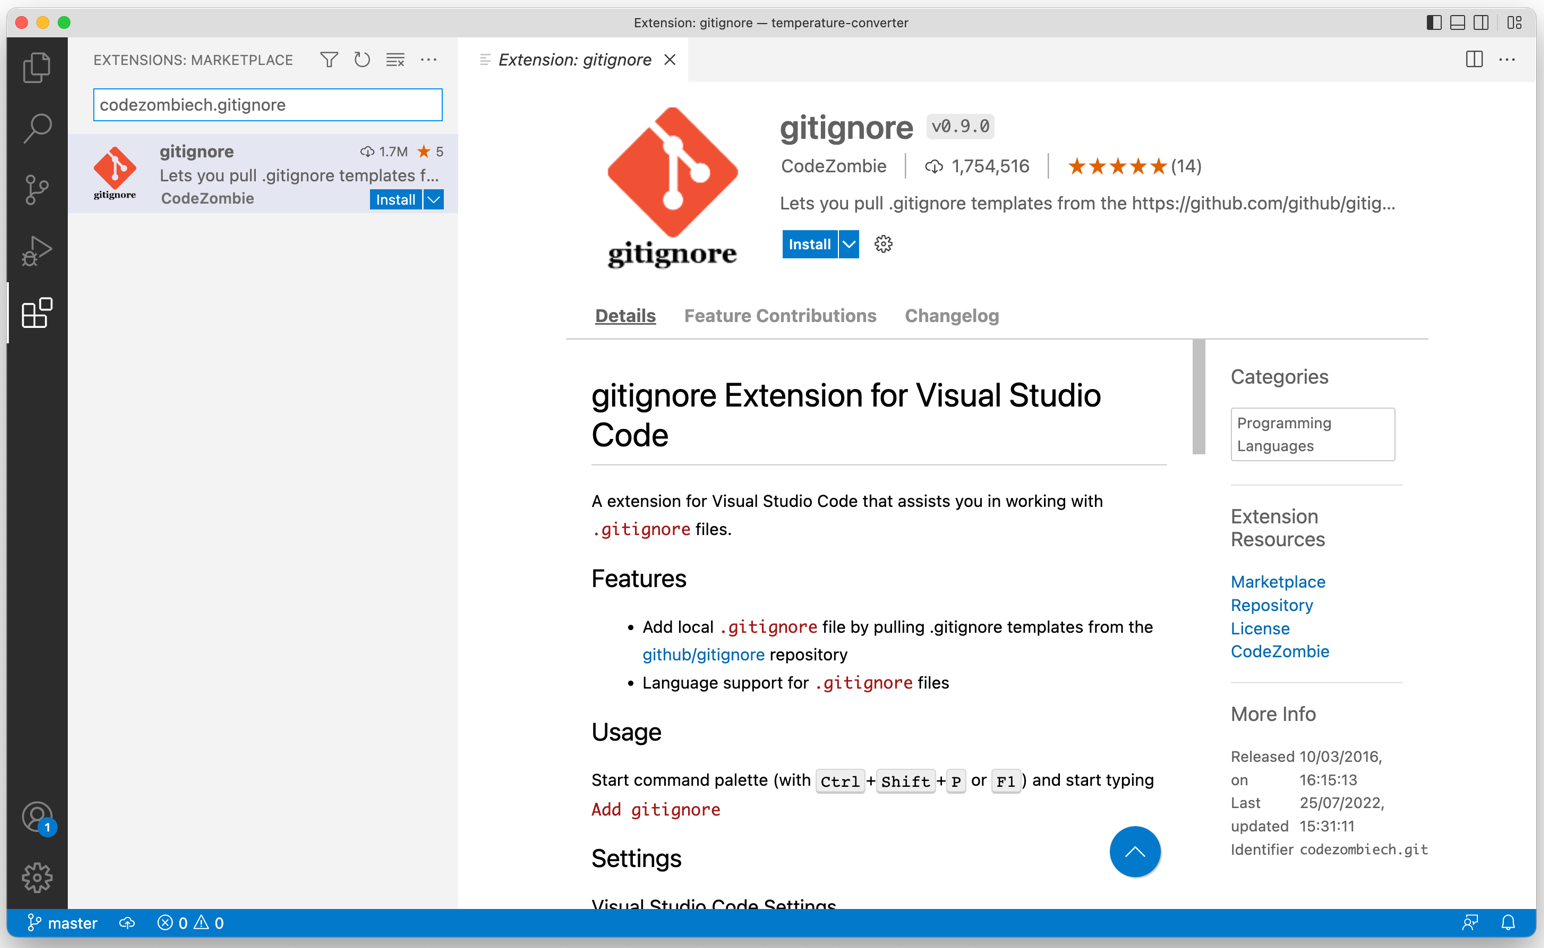 Extension: gitignore — temperature-converter
EXTENSIONS: MARKETPLACE
codezombiech.gitignore
gitignore 1.7M 5
Lets you pull .gitignore templates f...
CodeZombie Install
gitignore
Extension: gitignore
gitignore
gitignore v0.9.0
CodeZombie 1,754,516 (14)
Lets you pull .gitignore templates from the https://github.com/github/gitig...
Install
Details Feature Contributions Changelog
gitignore Extension for Visual Studio
Code
A extension for Visual Studio Code that assists you in working with
.gitignore files.
Features
• Add local .gitignore file by pulling .gitignore templates from the
github/gitignore repository
• Language support for .gitignore files
Usage
Start command palette (with Ctrl+Shift+P or F1) and start typing
Add gitignore
Settings
Visual Studio Code Settings
Categories
Programming
Languages
Extension
Resources
Marketplace
Repository
License
CodeZombie
More Info
Released 10/03/2016,
on 16:15:13
Last 25/07/2022,
updated 15:31:11
Identifier codezombiech.git
1
master 0 0